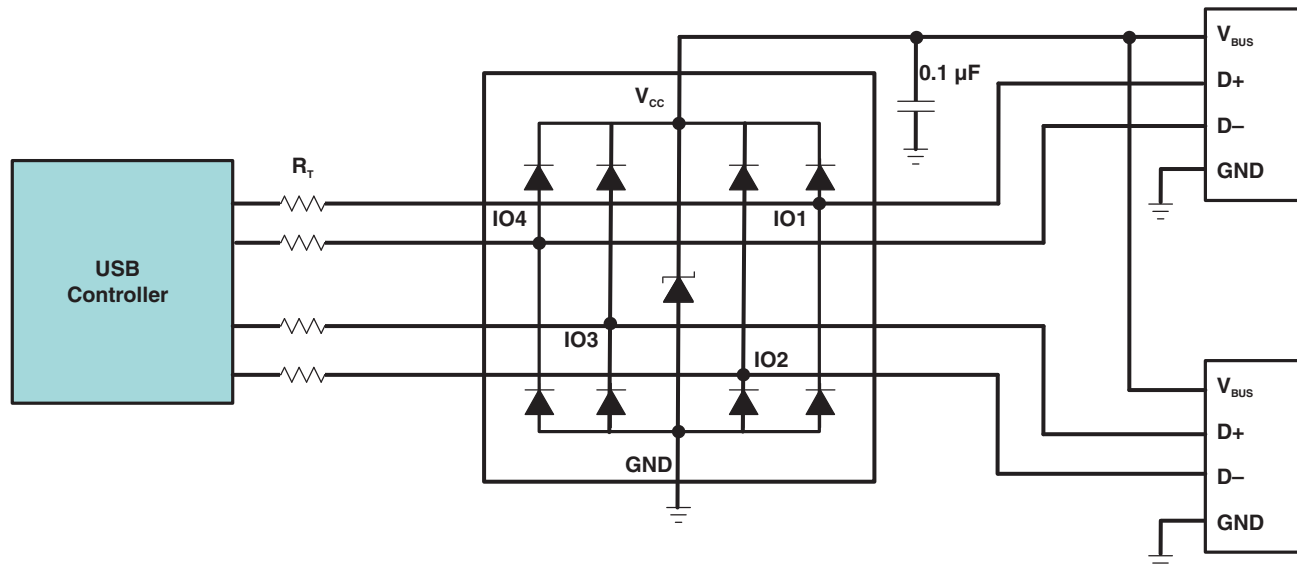 V_BUS
0.1 µF
D+
V_CC
D–
R_T
GND
IO4
IO1
USB
Controller
IO3
IO2
V_BUS
D+
GND
D–
GND